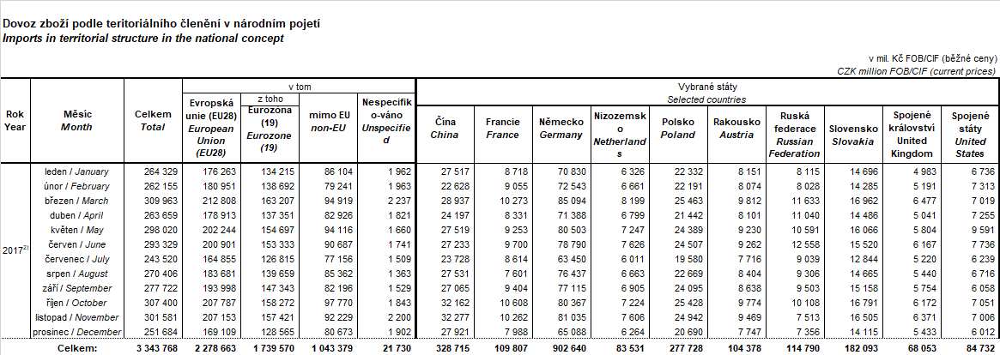 Dovoz zboží podle teritoriálního členění v národním pojetí
Imports in territorial structure in the national concept
v mil. Kč FOB/CIF (běžné ceny)
CZK million FOB/CIF (current prices)
Rok Year Měsíc Month Celkem Total v tom Vybrané státy Selected countries
Evropská unie (EU28) European Union (EU28) z toho Eurozóna (19) Eurozone (19) mimo EU non-EU Nespecifik o-váno Unspecifie d Čína China Francie France Německo Germany Nizozemsk o Netherland s Polsko Poland Rakousko Austria Ruská federace Russian Federation Slovensko Slovakia Spojené království United Kingdom Spojené státy United States
2017²⁾
leden / January 264 329 176 263 134 215 86 104 1 962 27 517 8 718 70 830 6 326 22 332 8 151 8 115 14 696 4 983 6 736
únor / February 262 155 180 951 138 692 79 241 1 963 22 628 9 055 72 543 6 661 22 191 8 074 8 028 14 285 5 191 7 313
březen / March 309 963 212 808 163 207 94 919 2 237 28 937 10 273 85 094 8 199 25 463 9 812 11 633 16 962 6 477 7 019
duben / April 263 659 178 913 137 351 82 926 1 821 24 197 8 331 71 388 6 799 21 442 8 101 11 040 14 486 5 041 7 255
květen / May 298 020 202 244 154 697 94 116 1 660 27 519 9 253 80 503 7 247 24 389 9 230 10 591 16 066 5 804 9 591
červen / June 293 329 200 901 153 333 90 687 1 741 27 233 9 700 78 790 7 626 24 507 9 262 12 558 15 520 6 167 7 736
červenec / July 243 520 164 855 126 815 77 156 1 509 23 728 8 614 63 450 6 011 19 580 7 716 9 039 12 844 5 220 6 239
srpen / August 270 406 183 681 139 659 85 362 1 363 27 531 7 601 76 437 6 663 22 669 8 404 9 306 14 665 5 440 6 716
září / September 277 722 193 998 147 343 82 196 1 529 27 065 9 404 77 115 6 905 24 095 8 638 9 503 15 158 5 754 6 058
říjen / October 307 400 207 787 158 272 97 770 1 843 32 162 10 608 80 367 7 224 25 428 9 774 10 108 16 791 6 172 7 051
listopad / November 301 581 207 153 157 421 92 229 2 200 32 277 10 262 81 035 7 606 24 942 9 469 7 513 16 505 6 371 7 006
prosinec / December 251 684 169 109 128 565 80 673 1 902 27 921 7 988 65 088 6 264 20 690 7 747 7 356 14 115 5 433 6 012
Celkem: 3 343 768 2 278 663 1 739 570 1 043 379 21 730 328 715 109 807 902 640 83 531 277 728 104 378 114 790 182 093 68 053 84 732